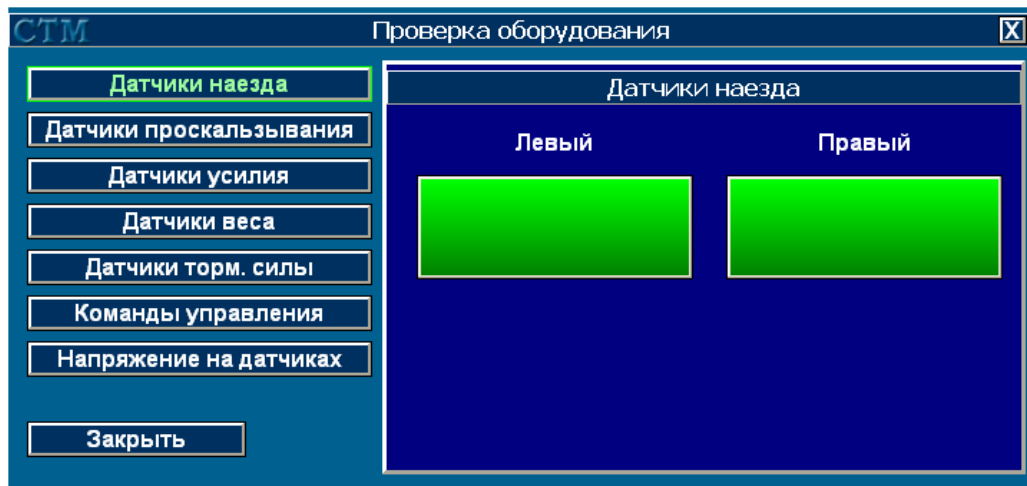 СТМ
Проверка оборудования
X
Датчики наезда
Датчики проскальзывания
Датчики усилия
Датчики веса
Датчики торм. силы
Команды управления
Напряжение на датчиках
Закрыть
Датчики наезда
Левый Правый